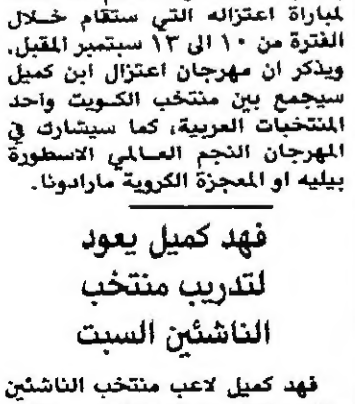 لمباراة اعتزاله التي ستقام خلال
الفترة من ١٠ الى ١٣ سبتمبر المقبل.
ويذكر ان مهرجان اعتزال ابن كميل
سيجمع بين منتخب الكويت واحد
المنتخبات العربية، كما سيشارك في
المهرجان النجم العالمي الاسطورة
بيليه او المعجزة الكروية مارادونا.
فهد كميل يعود
لتدريب منتخب
الناشئين السبت
فهد كميل لاعب منتخب الناشئين